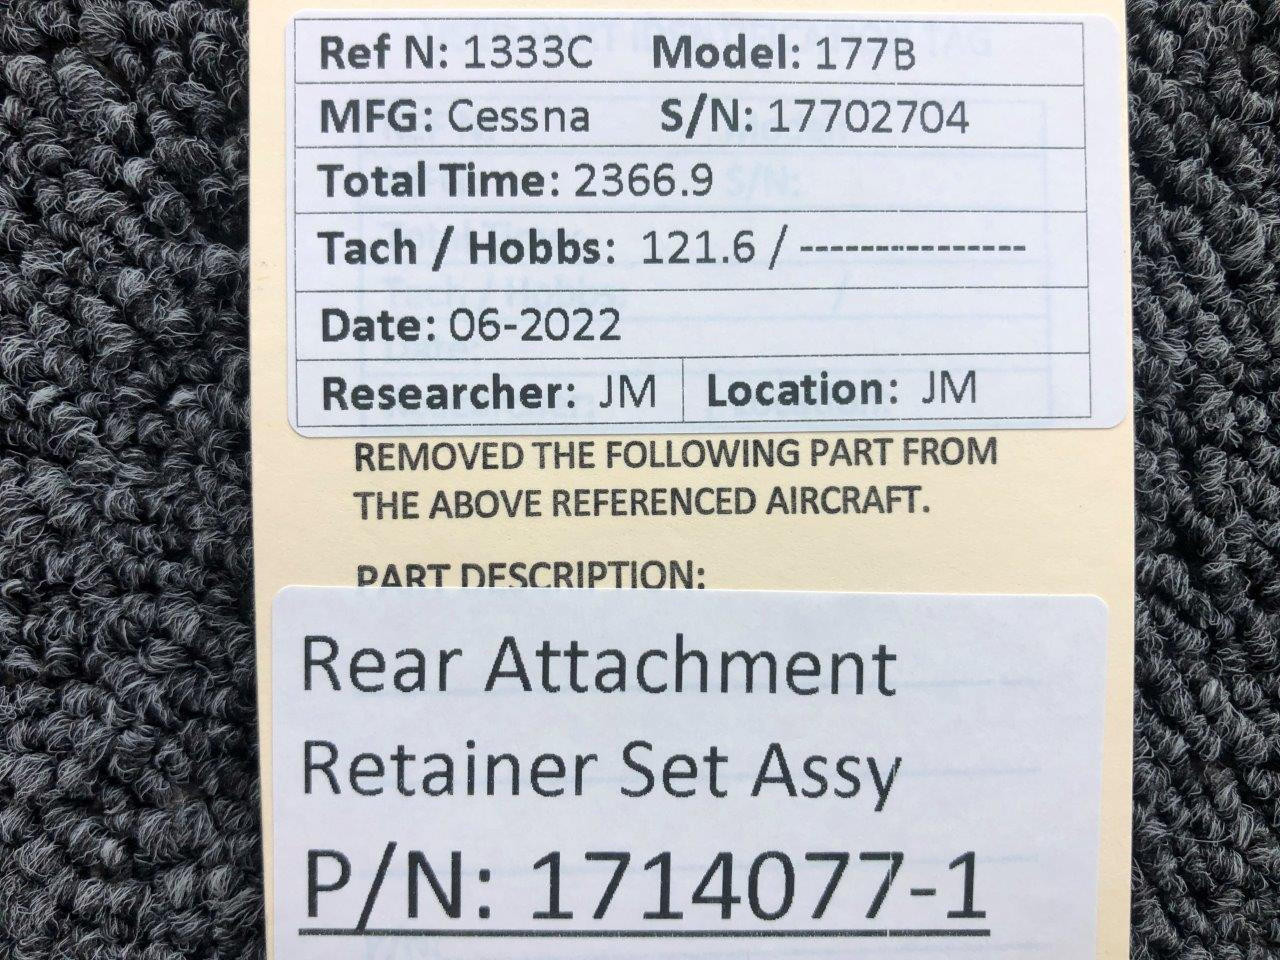 Ref N: 1333C Model: 177B
MFG: Cessna S/N: 17702704
Total Time: 2366.9
Tach / Hobbs: 121.6 / ---------------
Date: 06-2022
Researcher: JM Location: JM
REMOVED THE FOLLOWING PART FROM
THE ABOVE REFERENCED AIRCRAFT.
PART DESCRIPTION:
Rear Attachment
Retainer Set Assy
P/N: 1714077-1